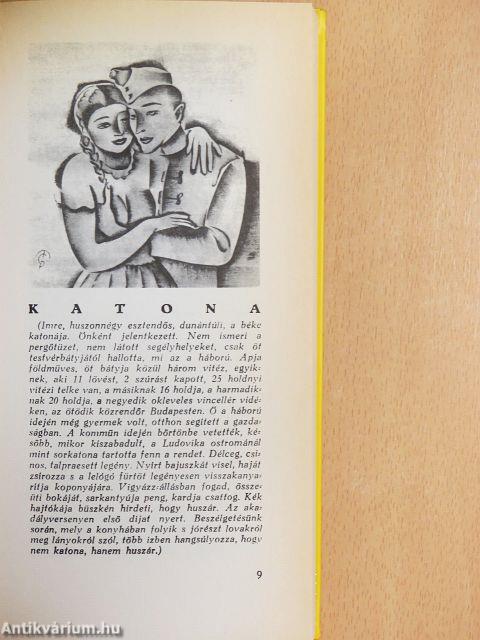 KATONA
(Imre, huszonnégy esztendős, dunántúli, a béke
katonája. Önként jelentkezett. Nem ismeri a
pergőtüzet, nem látott segélyhelyeket, csak öt
testvérbátyjától hallotta, mi az a háború. Apja
földműves, öt bátyja közül három vitéz, egyik-
nek, aki 11 lövést, 2 szúrást kapott, 25 holdnyi
vitézi telke van, a másiknak 16 holdja, a harmadik-
nak 20 holdja, a negyedik okleveles vincellér vidé-
ken, az ötödik közrendőr Budapesten. Ő a háború
idején még gyermek volt, otthon segített a gazda-
ságban. A kommün idején börtönbe vetették, ké-
sőbb, mikor kiszabadult, a Ludovika ostrománál
mint sorkatona tartotta fenn a rendet. Délceg, csi-
nos, talpraesett legény. Nyírt bajuszkát visel, haját
zsírozza s a lelógó fürtöt legényesen visszakanya-
rítja koponyájára. Vigyázz-állásban fogad, össze-
üti bokáját, sarkantyúja peng, kardja csattog. Kék
hajtókája büszkén hirdeti, hogy huszár. Az aka-
dályversenyen első díjat nyert. Beszélgetésünk
során, mely a konyhában folyik s jórészt lovakról
meg lányokról szól, több ízben hangsúlyozza, hogy
nem katona, hanem huszár.)
9
Antikvárium.hu